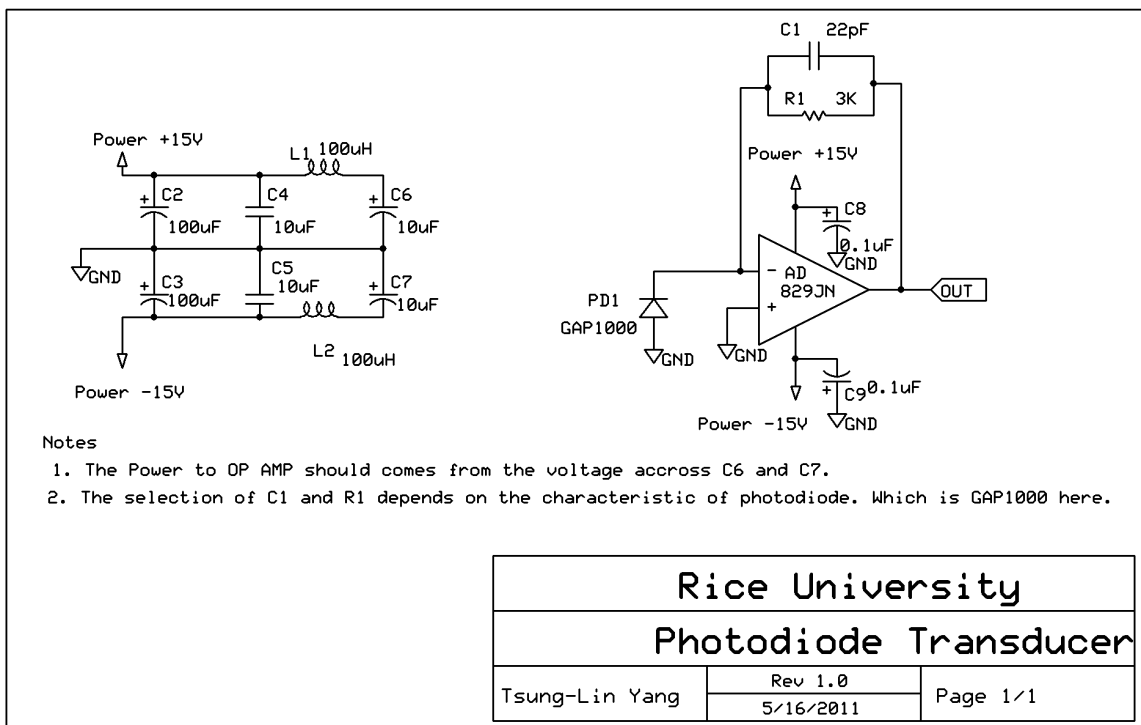 C1 22pF
R1 3K
Power +15V
L1 100uH
+ C2
100uF
C4
10uF
+ C6
10uF
GND
+ C3
100uF
C5
10uF
+ C7
10uF
L2 100uH
Power -15V
Power +15V
+ C8
0.1uF
GND
- AD
829JN
+
OUT
PD1
GAP1000
GND
GND
+ C9 0.1uF
Power -15V
GND
Notes
1. The Power to OP AMP should comes from the voltage accross C6 and C7.
2. The selection of C1 and R1 depends on the characteristic of photodiode. Which is GAP1000 here.
Rice University
Photodiode Transducer
Tsung-Lin Yang
Rev 1.0
5/16/2011
Page 1/1